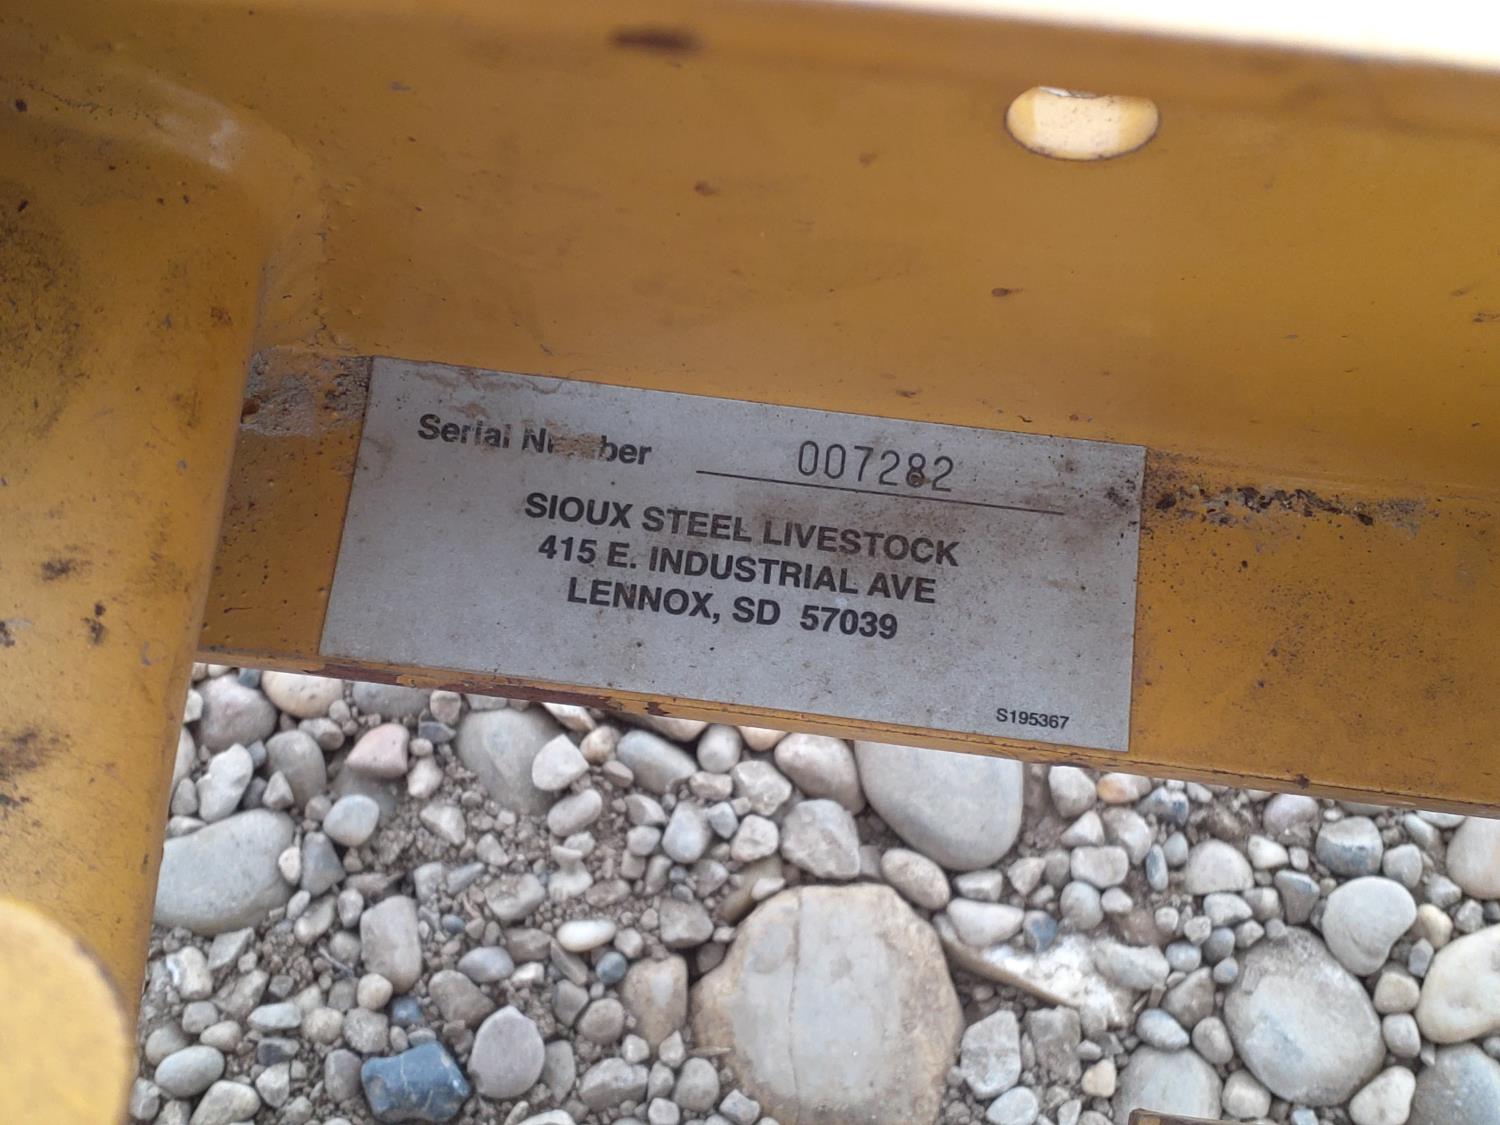 Serial Number 007282
SIOUX STEEL LIVESTOCK
415 E. INDUSTRIAL AVE
LENNOX, SD 57039
S195367